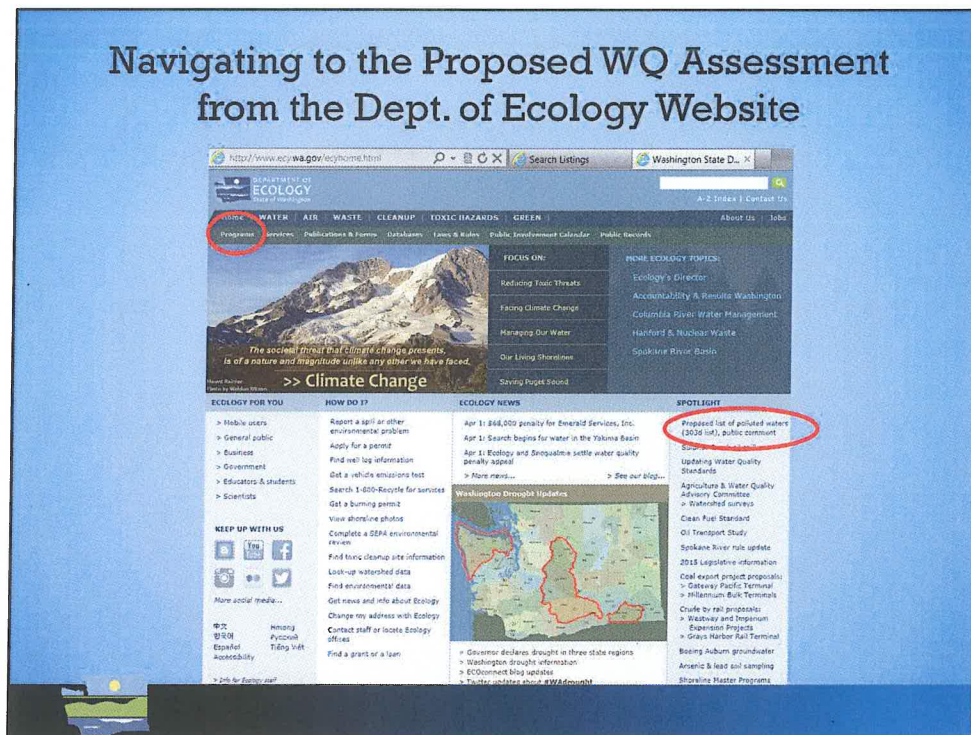 Navigating to the Proposed WQ Assessment
from the Dept. of Ecology Website
http://www.ecy.wa.gov/ecyhome.html
Search Listings
Washington State D...
DEPARTMENT OF
ECOLOGY
State of Washington
A-Z Index | Contact Us
Home | WATER | AIR | WASTE | CLEANUP | TOXIC HAZARDS | GREEN |
About Us | Jobs
Programs Services Publications & Forms Databases Laws & Rules Public Involvement Calendar Public Records
The societal threat that climate change presents,
is of a nature and magnitude unlike any other we have faced.
>> Climate Change
Mount Rainier
FOCUS ON:
Reducing Toxic Threats
Facing Climate Change
Managing Our Water
Our Living Shorelines
Saving Puget Sound
MORE ECOLOGY TOPICS:
Ecology's Director
Accountability & Results Washington
Columbia River Water Management
Hanford & Nuclear Waste
Spokane River Basin
ECOLOGY FOR YOU
> Mobile users
> General public
> Business
> Government
> Educators & students
> Scientists
KEEP UP WITH US
You
Tube
More social media...
中文
Hmong
한국어
Русский
Español
Tiếng Việt
Accessibility
> Info for Ecology staff
HOW DO I?
Report a spill or other
environmental problem
Apply for a permit
Find well log information
Get a vehicle emissions test
Search 1-800-Recycle for services
Get a burning permit
View shoreline photos
Complete a SEPA environmental
review
Find toxic cleanup site information
Look-up watershed data
Find environmental data
Get news and info about Ecology
Change my address with Ecology
Contact staff or locate Ecology
offices
Find a grant or a loan
ECOLOGY NEWS
Apr 1: $68,000 penalty for Emerald Services, Inc.
Apr 1: Search begins for water in the Yakima Basin
Apr 1: Ecology and Snoqualmie settle water quality
penalty appeal
> More news...
> See our blog...
Washington Drought Updates
> Governor declares drought in three state regions
> Washington drought information
> ECOconnect blog updates
> Twitter updates about #WAdrought
SPOTLIGHT
Proposed list of polluted waters
(303d list), public comment
Updating Water Quality
Standards
Agriculture & Water Quality
Advisory Committee
> Watershed surveys
Clean Fuel Standard
Oil Transport Study
Spokane River rule update
2015 Legislative information
Coal export project proposals:
> Gateway Pacific Terminal
> Millennium Bulk Terminals
Crude by rail proposals:
> Westway and Imperium
Expansion Projects
> Grays Harbor Rail Terminal
Boeing Auburn groundwater
Arsenic & lead soil sampling
Shoreline Master Programs